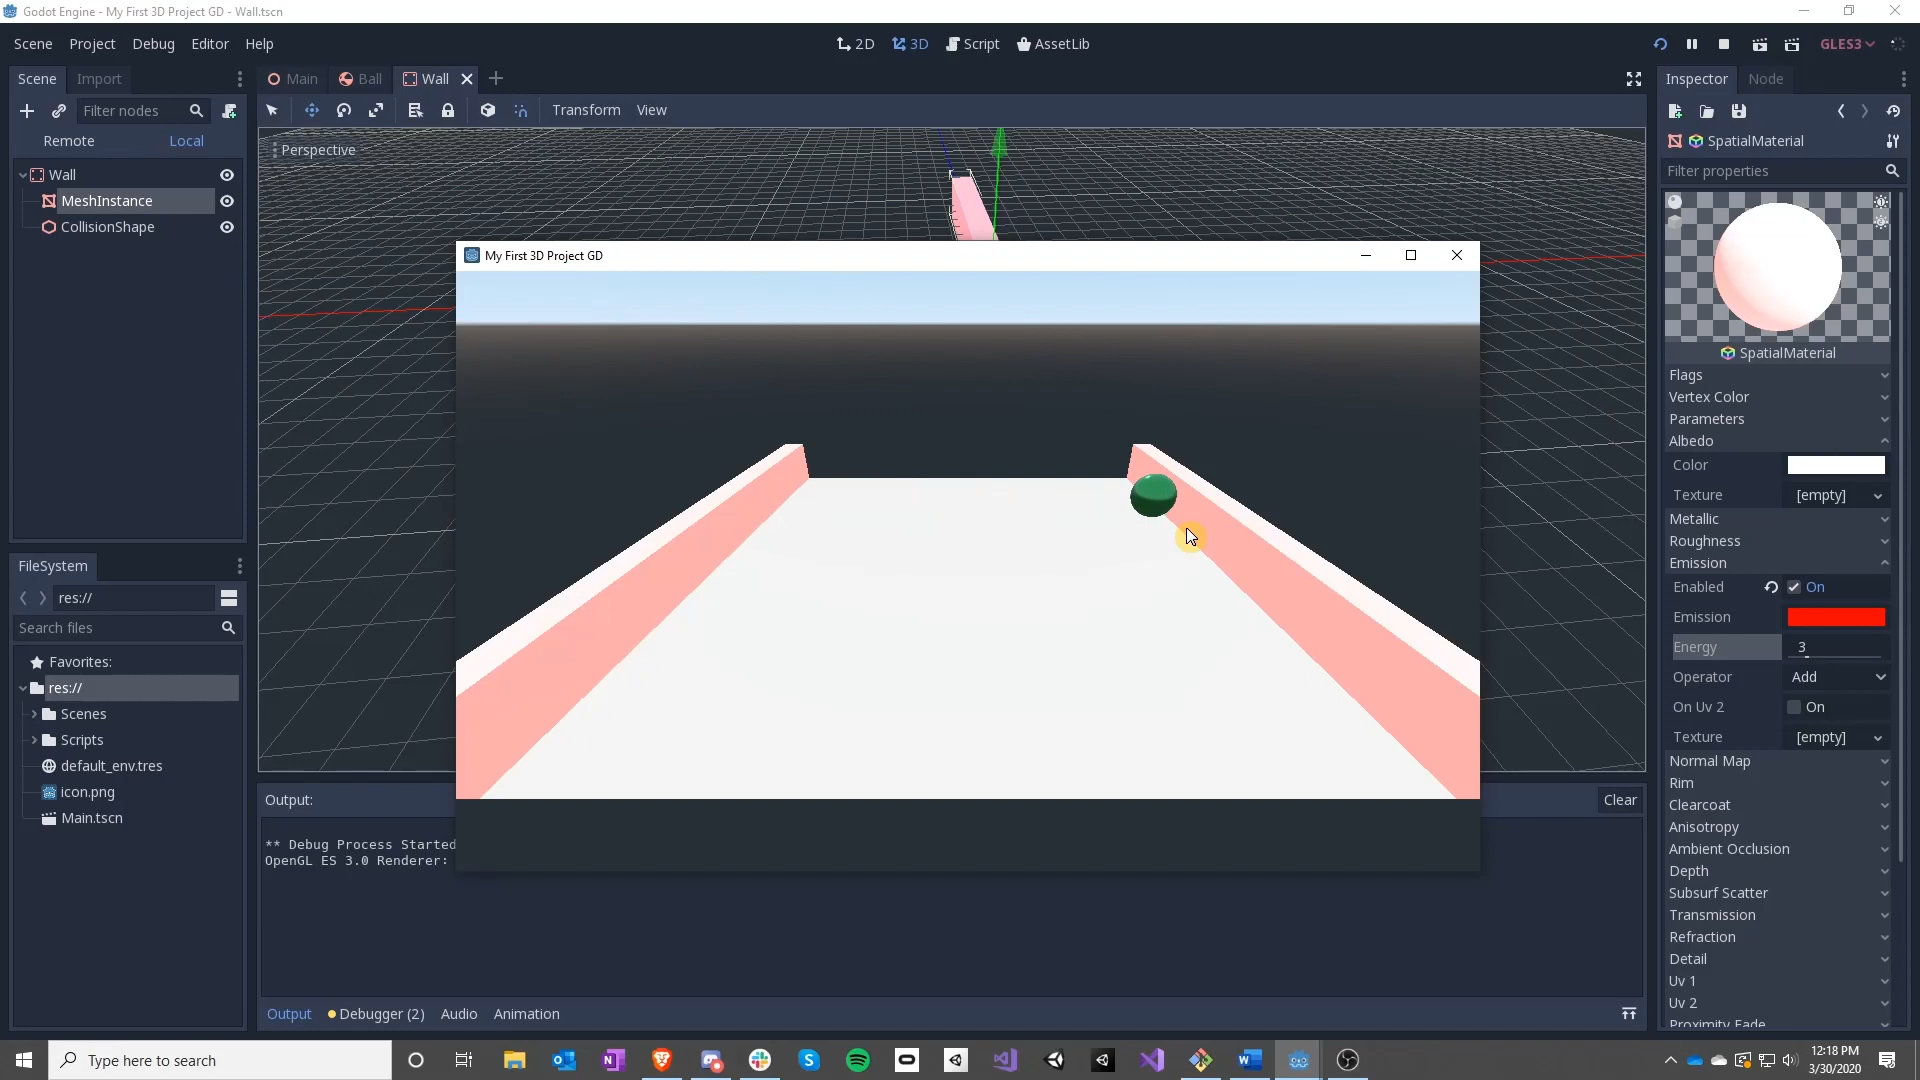 Godot Engine - My First 3D Project GD - Wall.tscn
Scene Project Debug Editor Help
2D 3D Script AssetLib
GLES3
Scene Import
Main Ball Wall
Inspector Node
Filter nodes
Transform View
Remote Local
SpatialMaterial
Perspective
Filter properties
Wall
MeshInstance
CollisionShape
My First 3D Project GD
SpatialMaterial
Flags
Vertex Color
Parameters
Albedo
Color
Texture [empty]
Metallic
Roughness
Emission
Enabled On
Emission
Energy 3
Operator Add
On Uv 2 On
Texture [empty]
Normal Map
Rim
Clearcoat
Anisotropy
Ambient Occlusion
Depth
Subsurf Scatter
Transmission
Refraction
Detail
Uv 1
Uv 2
Proximity Fade
FileSystem
res://
Search files
Favorites:
res://
Scenes
Scripts
default_env.tres
icon.png
Main.tscn
Output:
Clear
** Debug Process Started
OpenGL ES 3.0 Renderer:
Output Debugger (2) Audio Animation
Type here to search
12:18 PM
3/30/2020